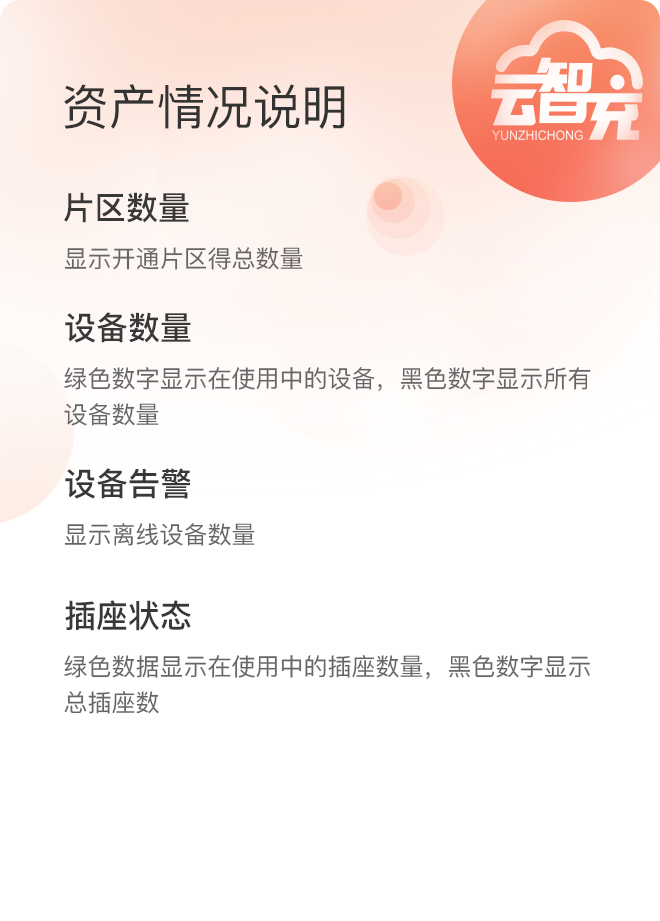 云智充
YUNZHICHONG
资产情况说明
片区数量
显示开通片区得总数量
设备数量
绿色数字显示在使用中的设备，黑色数字显示所有
设备数量
设备告警
显示离线设备数量
插座状态
绿色数据显示在使用中的插座数量，黑色数字显示
总插座数